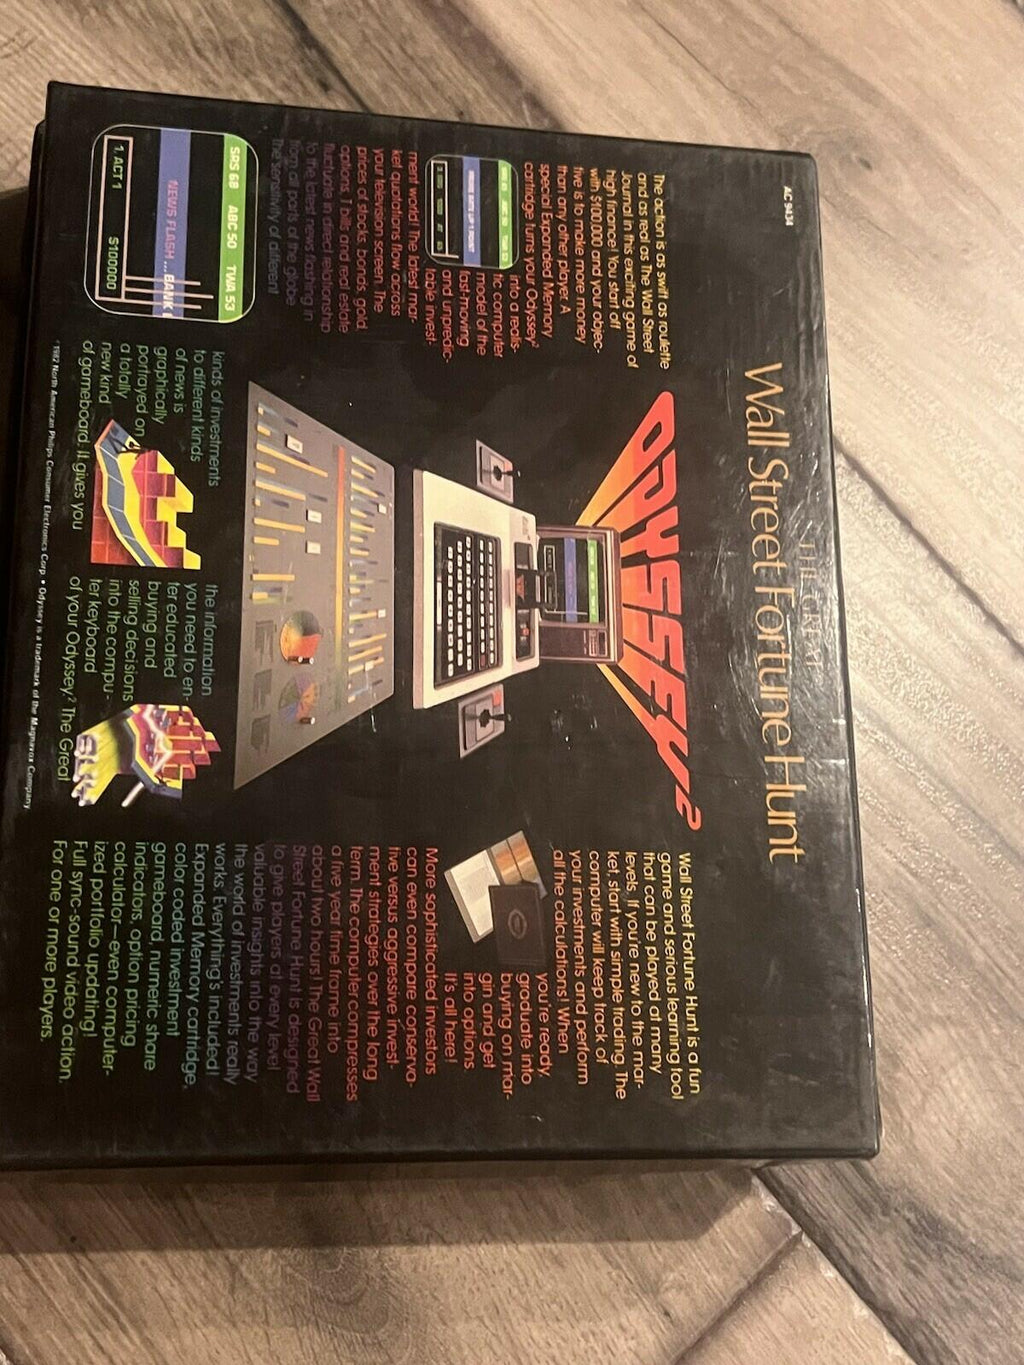 AC 9434
THE GREAT
Wall Street Fortune Hunt
ODYSSEY²
The action is as swift as roulette
and as real as The Wall Street
Journal in this exciting game of
high finance! You start off
with $100,000 and your objec-
tive is to make more money
than any other player. A
special Expanded Memory
cartridge turns your Odyssey²
into a realis-
tic computer
model of the
fast-moving
and unpredic-
table invest-
ment world! The latest mar-
ket quotations flow across
your television screen. The
prices of stocks, bonds, gold,
options, T bills and real estate
fluctuate in direct relationship
to the latest news flashing in
from all parts of the globe.
The sensitivity of different
SRS 68 ABC 50 TWA 53
NEWS FLASH ...BANK
1 ACT 1 $100000
kinds of investments
to different kinds
of news is
graphically
portrayed on
a totally
new kind
of gameboard. It gives you
the information
you need to en-
ter educated
buying and
selling decisions
into the compu-
ter keyboard
of your Odyssey². The Great
Wall Street Fortune Hunt is a fun
game and serious learning tool
that can be played at many
levels. If you're new to the mar-
ket, start with simple trading. The
computer will keep track of
your investments and perform
all the calculations! When
you're ready,
graduate into
buying on mar-
gin and get
into options.
It's all here!
More sophisticated investors
can even compare conserva-
tive versus aggressive invest-
ment strategies over the long
term. The computer compresses
a five year time frame into
about two hours! The Great Wall
Street Fortune Hunt is designed
to give players at every level
valuable insights into the way
the world of investments really
works. Everything's included!
Expanded Memory cartridge,
color coded investment
gameboard, numeric share
indicators, option pricing
calculator—even computer-
ized portfolio updating!
Full sync-sound video action.
For one or more players.
1982 North American Philips Consumer Electronics Corp. • Odyssey is a trademark of the Magnavox Company.